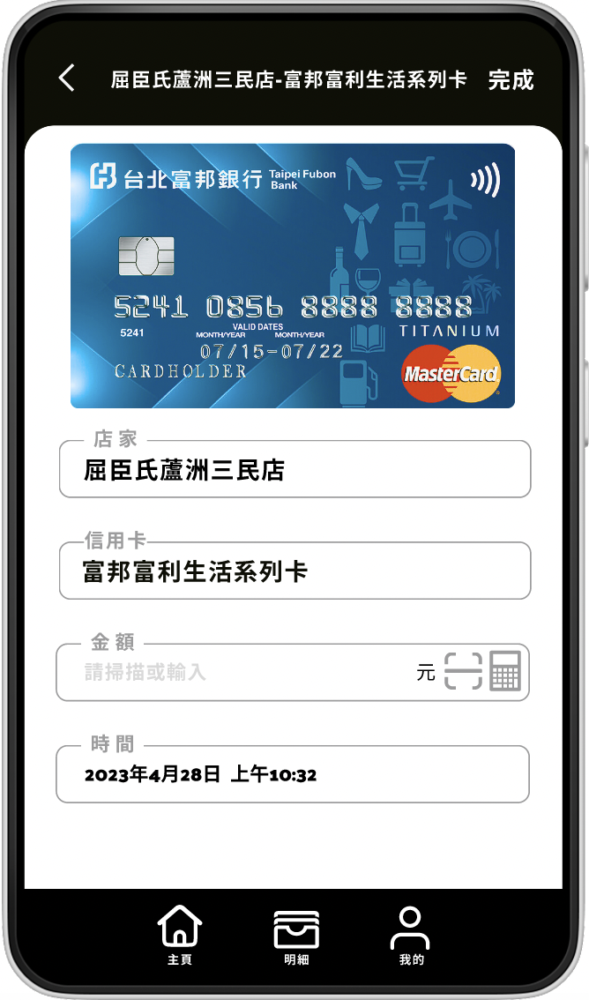 屈臣氏蘆洲三民店-富邦富利生活系列卡 完成
台北富邦銀行 Taipei Fubon Bank
5241 0856 8888 8888
5241
VALID DATES
MONTH/YEAR MONTH/YEAR
TITANIUM
07/15-07/22
CARDHOLDER
MasterCard
店家
屈臣氏蘆洲三民店
信用卡
富邦富利生活系列卡
金額
請掃描或輸入 元
時間
2023年4月28日 上午10:32
主頁 明細 我的